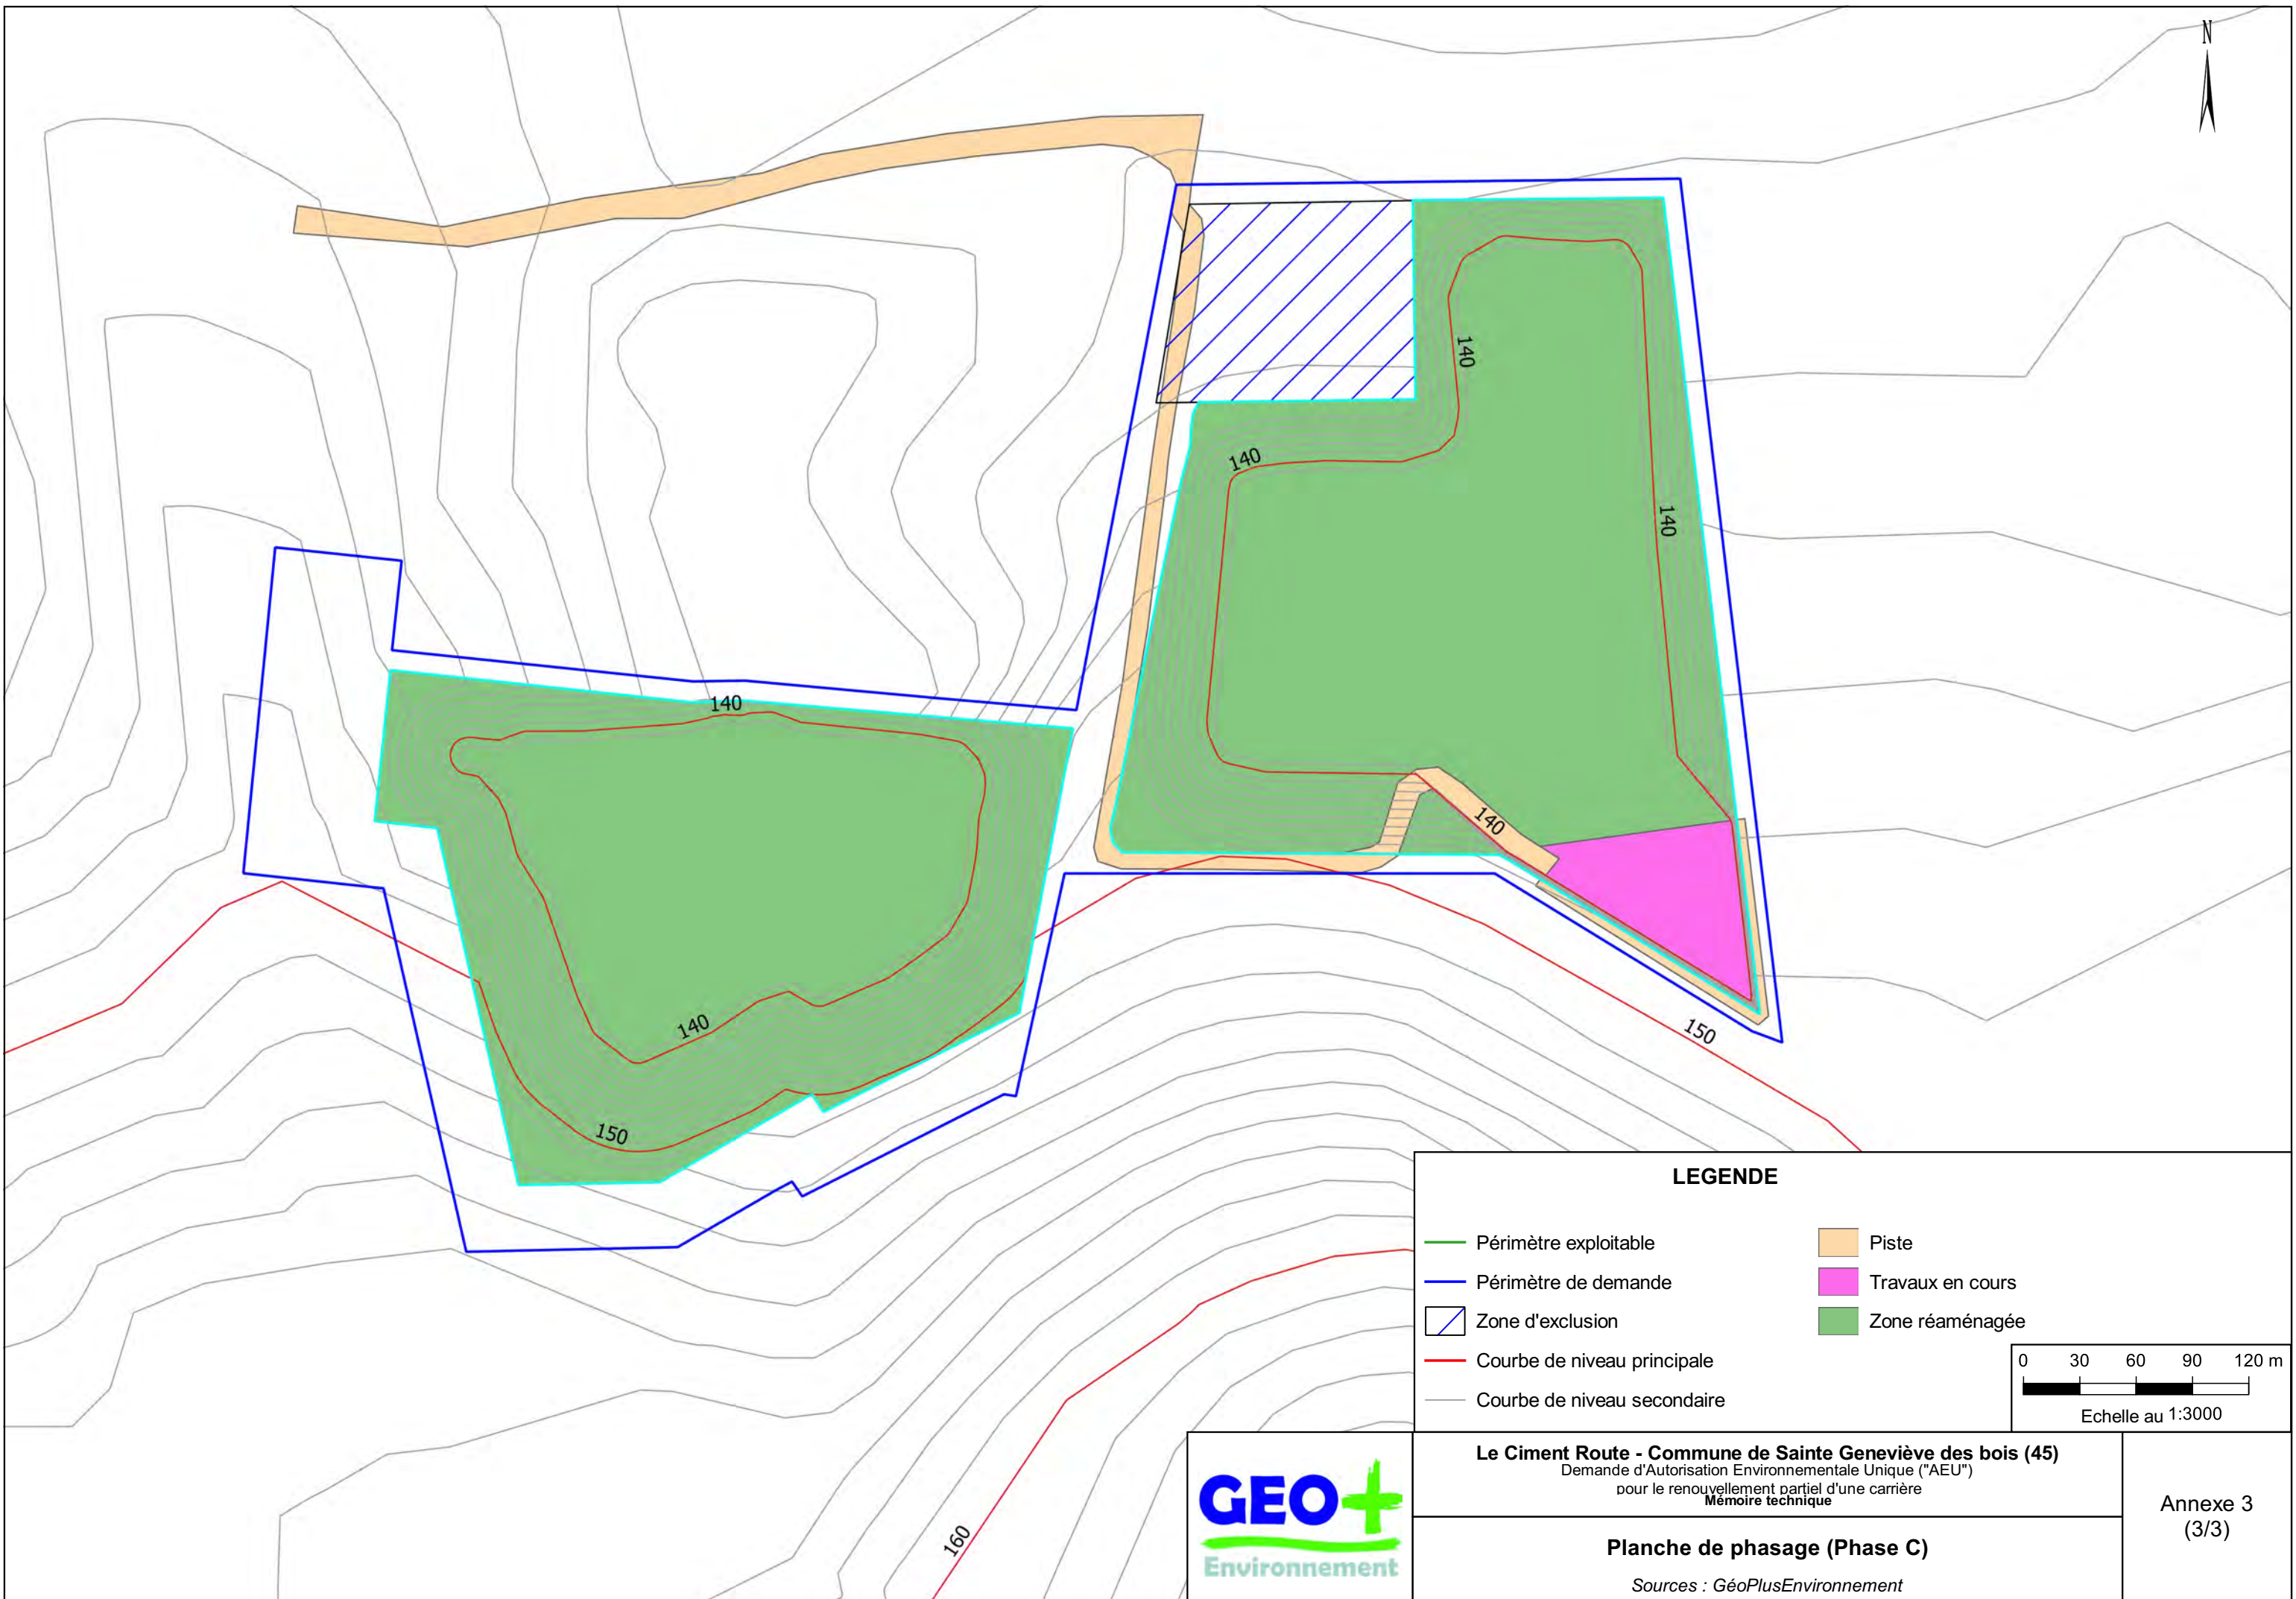 N
140
140
140
140
140
140
150
150
160
LEGENDE
Périmètre exploitable
Périmètre de demande
Zone d'exclusion
Courbe de niveau principale
Courbe de niveau secondaire
Piste
Travaux en cours
Zone réaménagée
0 30 60 90 120 m
Echelle au 1:3000
GEO+
Environnement
Le Ciment Route - Commune de Sainte Geneviève des bois (45)
Demande d'Autorisation Environnementale Unique ("AEU")
pour le renouvellement partiel d'une carrière
Mémoire technique
Planche de phasage (Phase C)
Sources : GéoPlusEnvironnement
Annexe 3
(3/3)